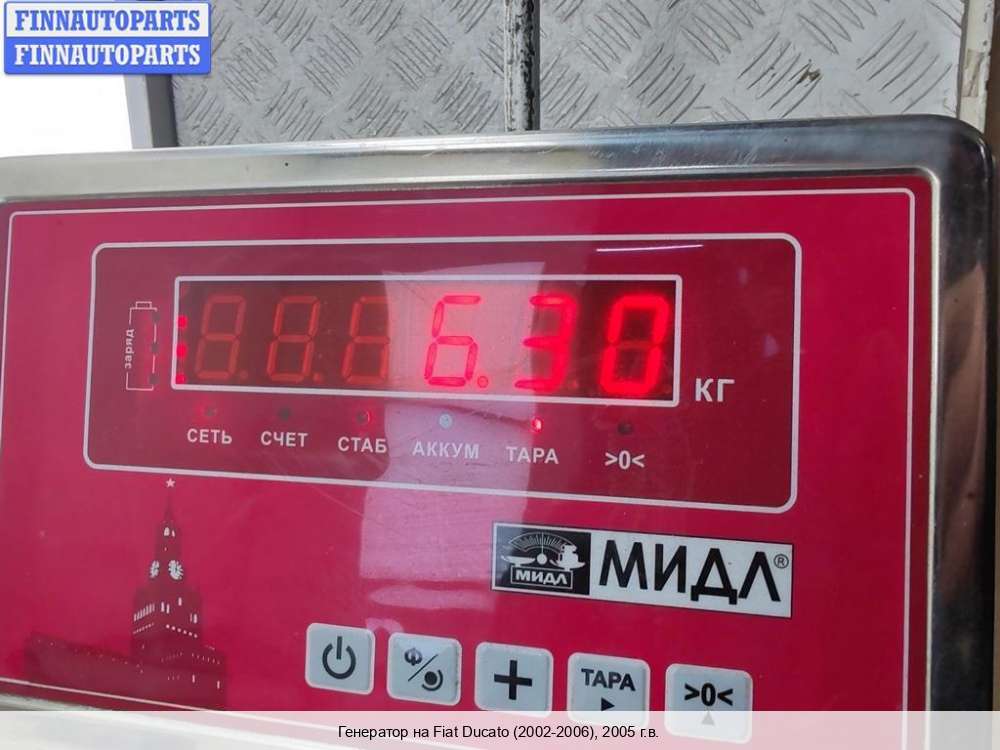 FINNAUTOPARTS
FINNAUTOPARTS
заряд
6.30
КГ
СЕТЬ СЧЕТ СТАБ АККУМ ТАРА >0<
МИДЛ МИДЛ®
ТАРА >0<
Генератор на Fiat Ducato (2002-2006), 2005 г.в.